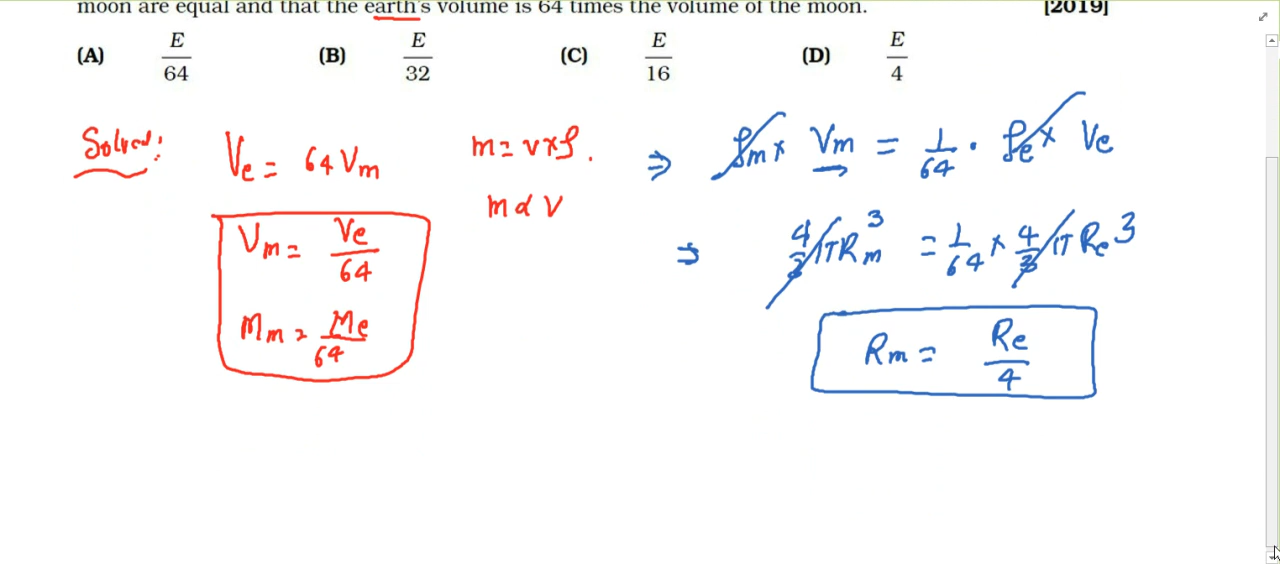 moon are equal and that the earth's volume is 64 times the volume of the moon. [2019]
(A) E/64 (B) E/32 (C) E/16 (D) E/4
Solved:
Ve = 64 Vm
Vm = Ve/64
Mm = Me/64
m = v×ρ.
m α V
⇒ ρm × Vm = 1/64 · ρe × Ve
⇒ 4/3 πRm³ = 1/64 × 4/3 πRe³
Rm = Re/4